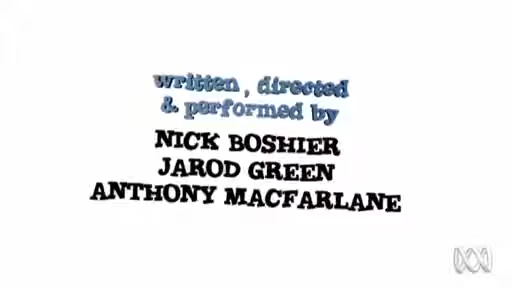 written, directed
& performed by
NICK BOSHIER
JAROD GREEN
ANTHONY MACFARLANE